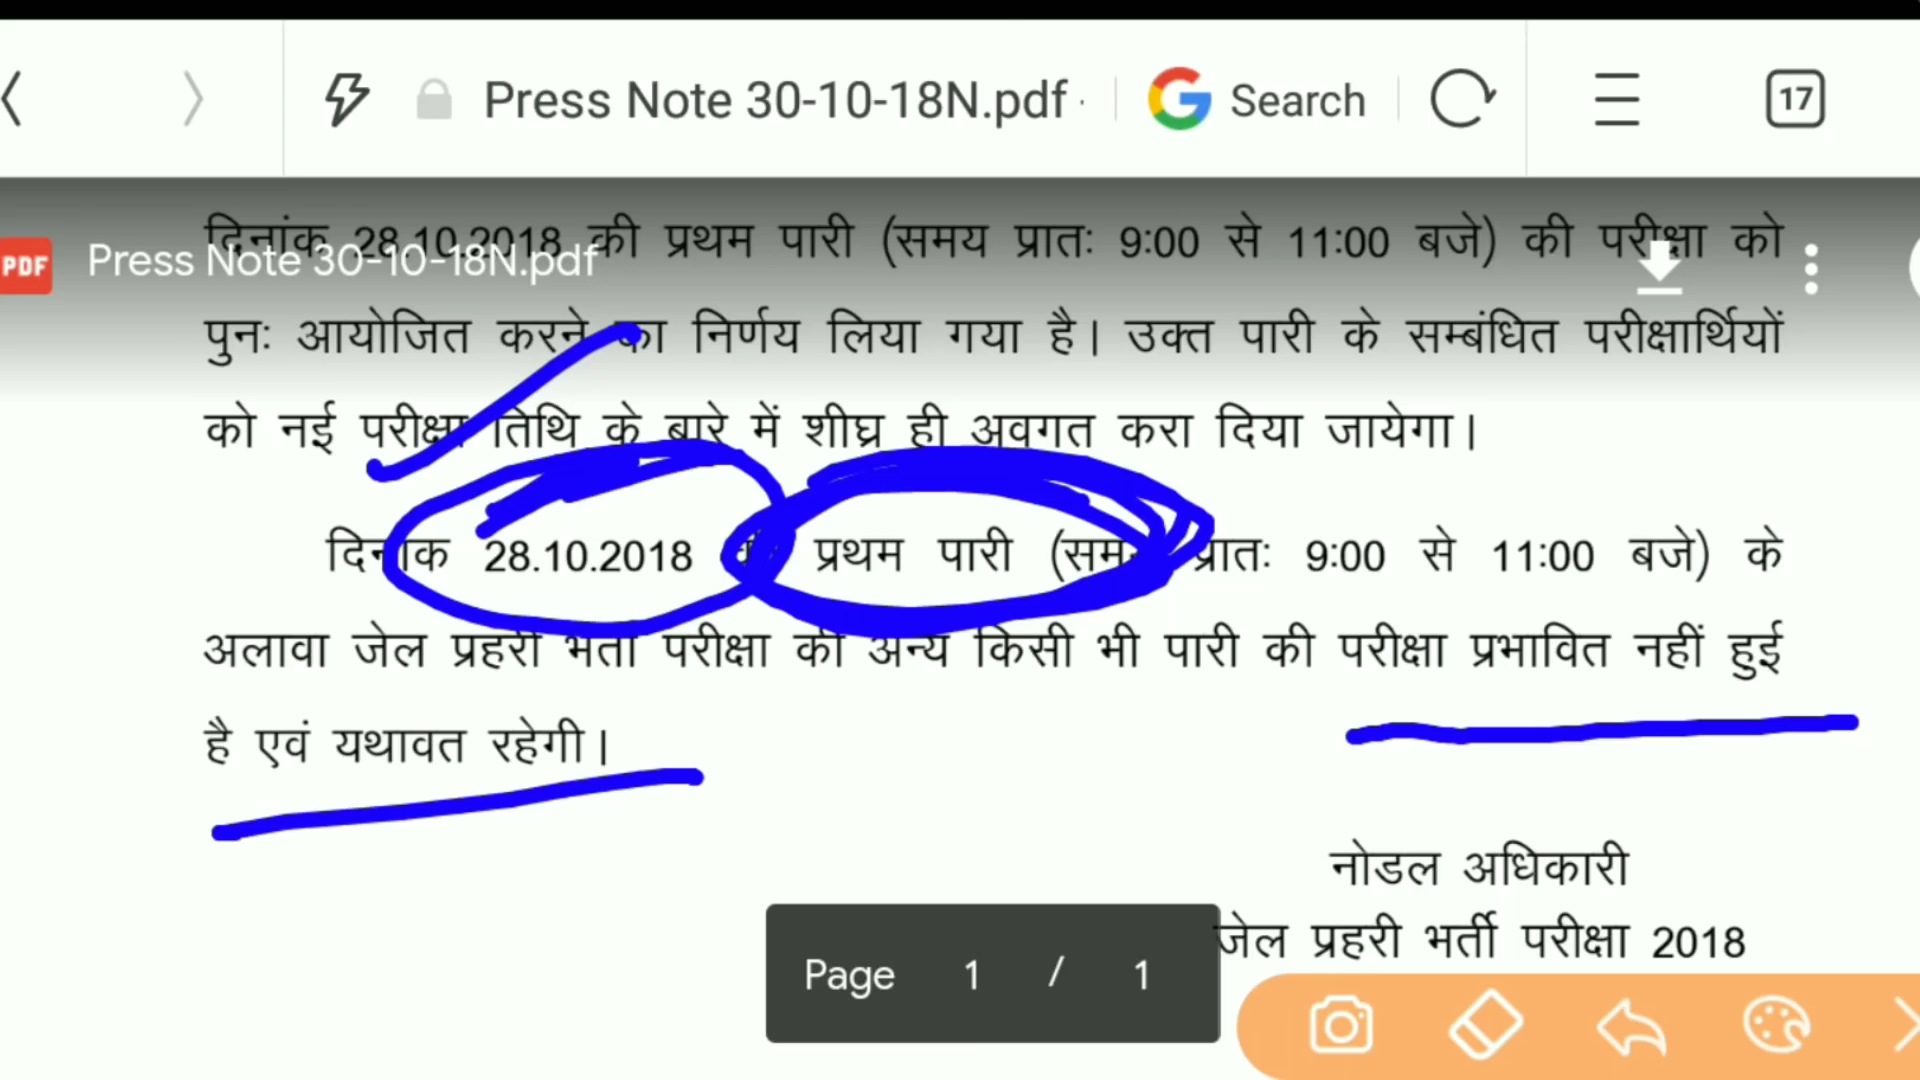 Press Note 30-10-18N.pdf
Search
17
दिनांक 28.10.2018 की प्रथम पारी (समय प्रातः 9:00 से 11:00 बजे) की परीक्षा को
PDF
Press Note 30-10-18N.pdf
पुनः आयोजित करने का निर्णय लिया गया है। उक्त पारी के सम्बंधित परीक्षार्थियों
को नई परीक्षा तिथि के बारे में शीघ्र ही अवगत करा दिया जायेगा।
दिनांक 28.10.2018 प्रथम पारी (समय प्रातः 9:00 से 11:00 बजे) के
अलावा जेल प्रहरी भर्ती परीक्षा की अन्य किसी भी पारी की परीक्षा प्रभावित नहीं हुई
है एवं यथावत रहेगी।
नोडल अधिकारी
जेल प्रहरी भर्ती परीक्षा 2018
Page 1 / 1